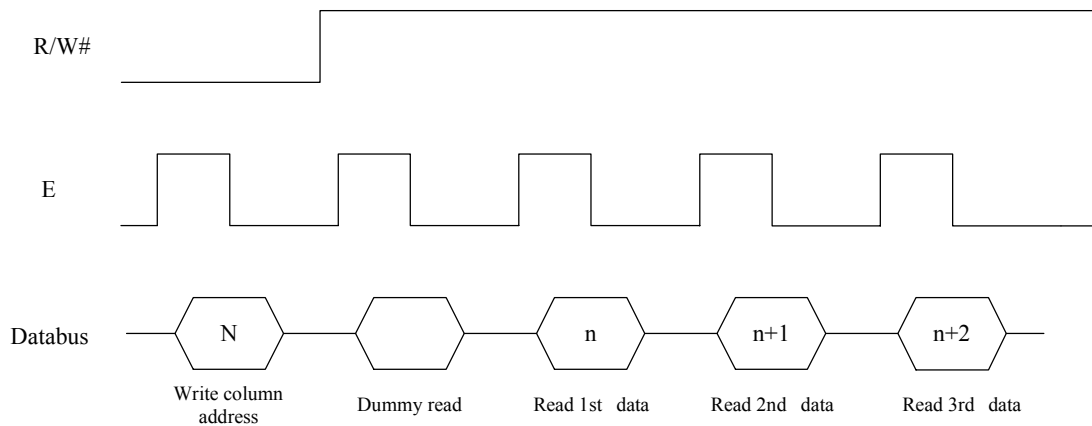 R/W#
E
Databus
N
n
n+1
n+2
Write column
address
Dummy read
Read 1st data
Read 2nd data
Read 3rd data